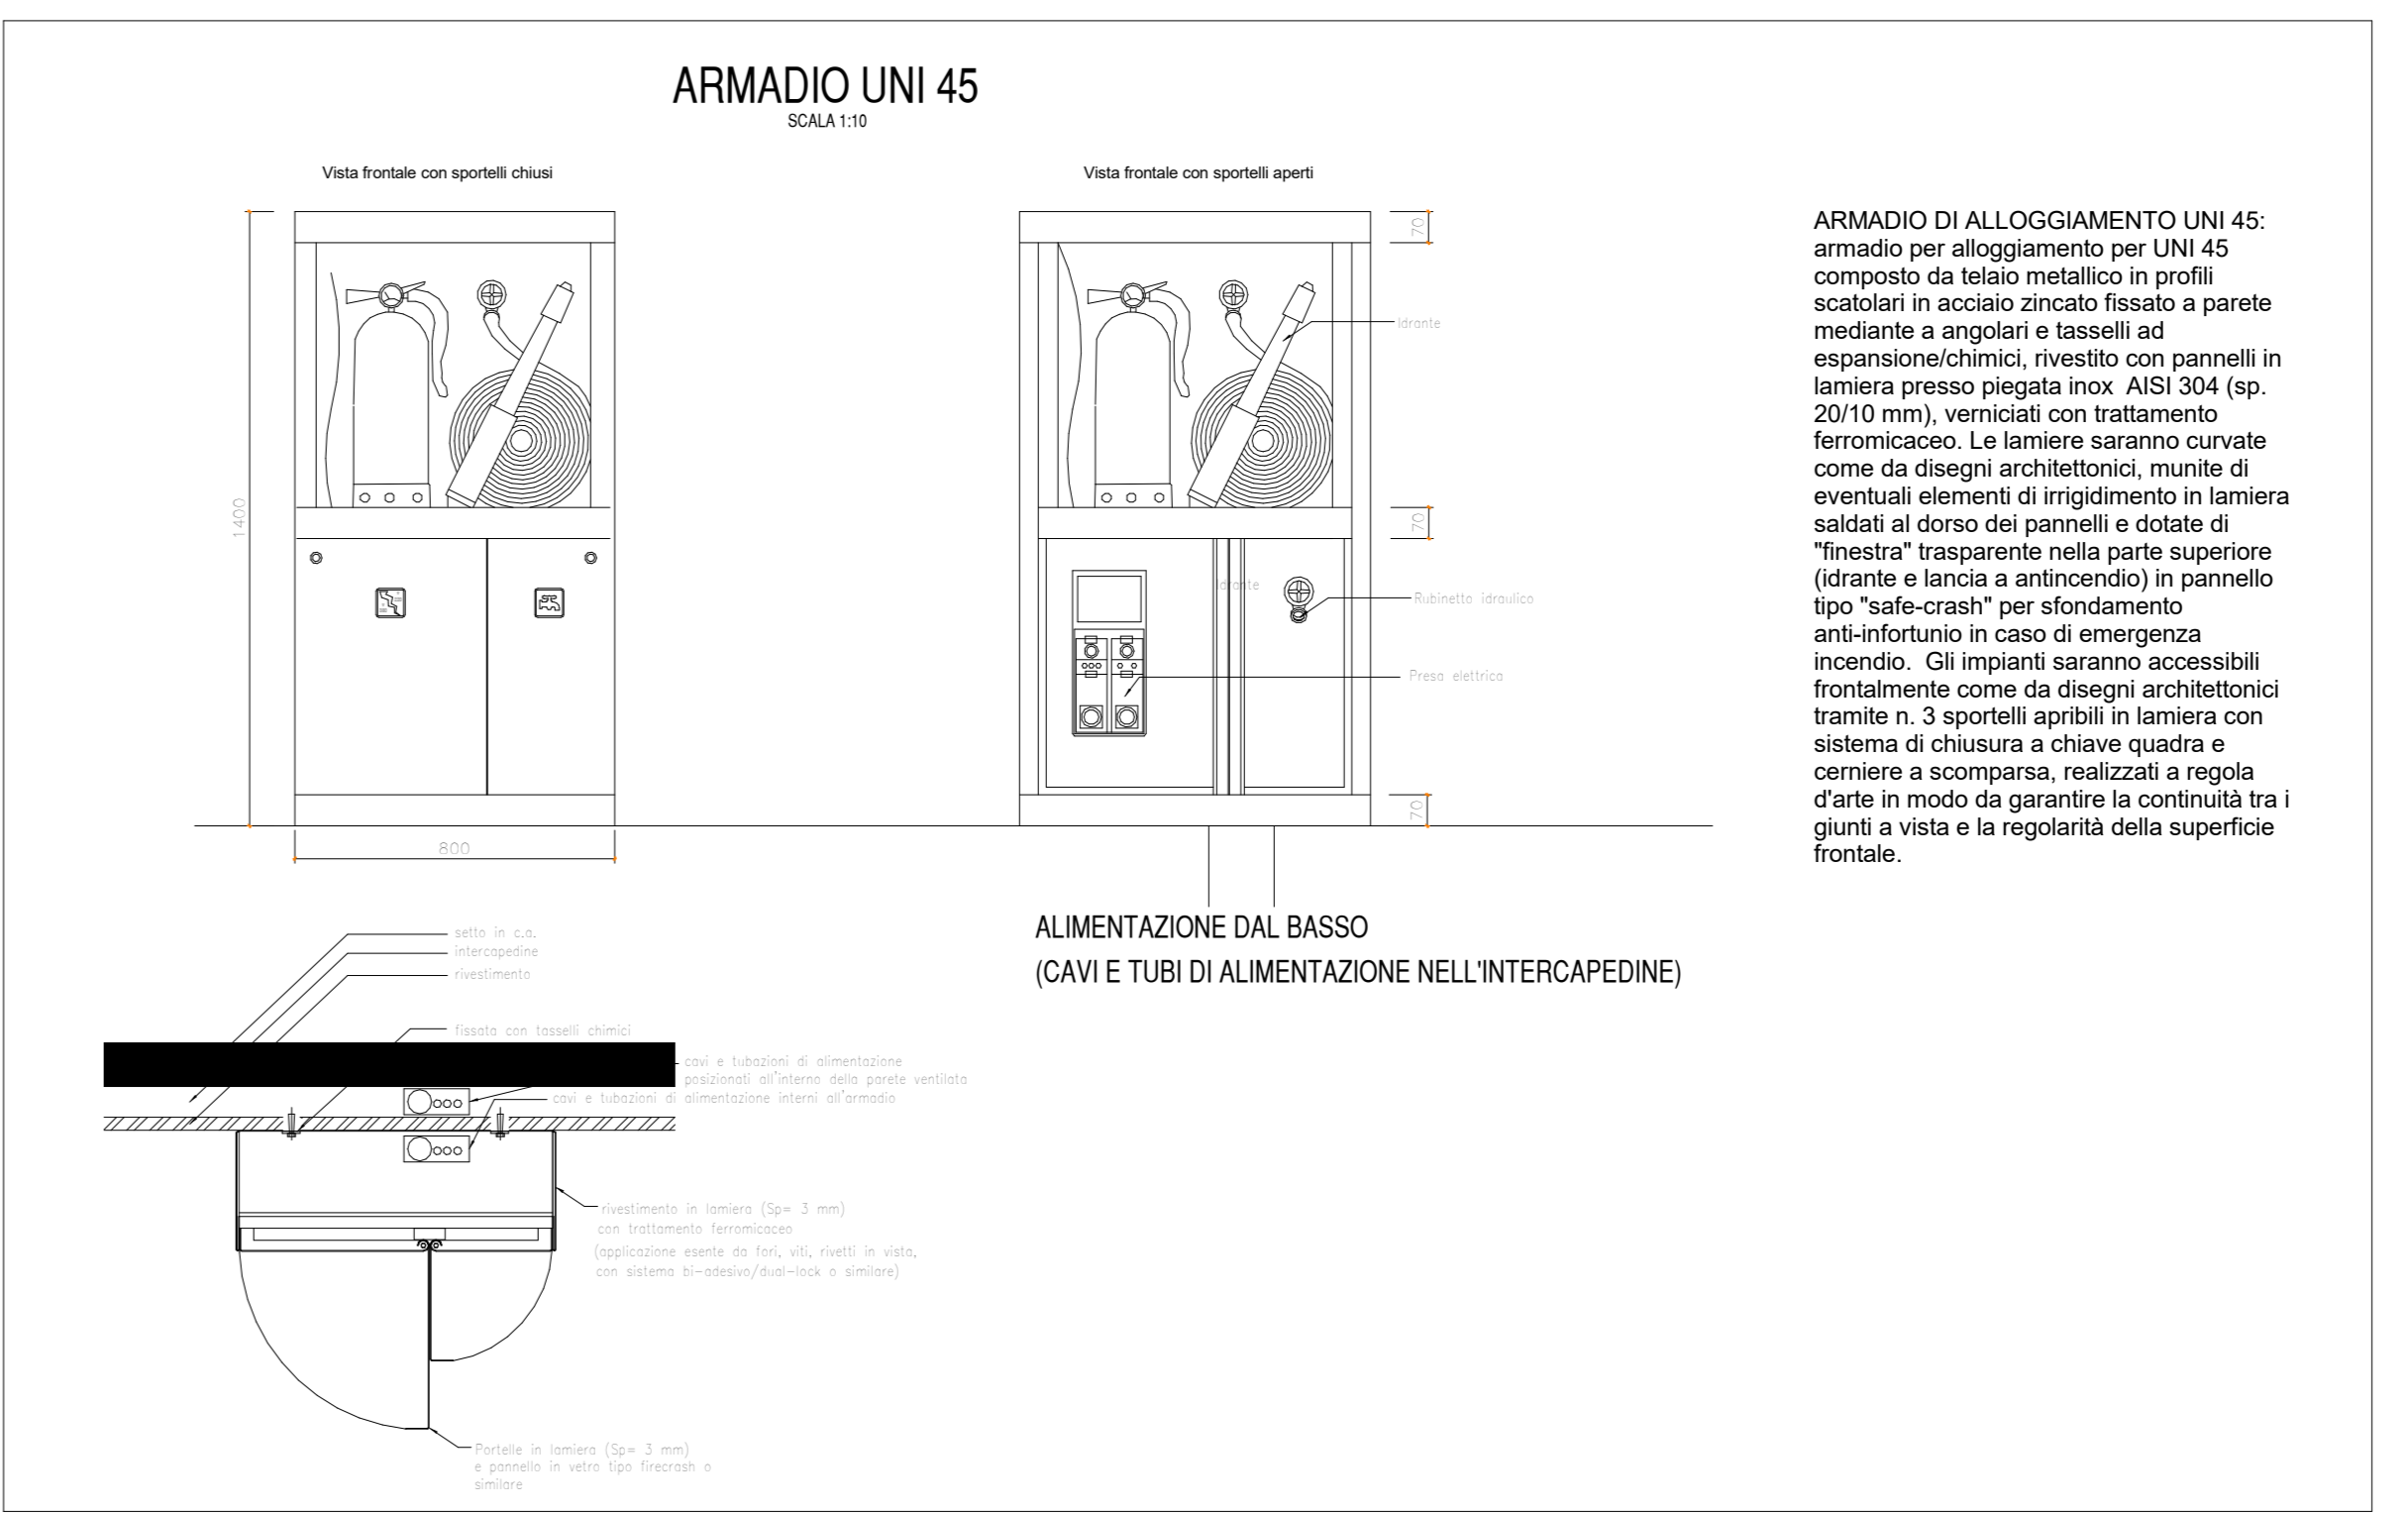 ARMADIO UNI 45
SCALA 1:10
Vista frontale con sportelli chiusi
Vista frontale con sportelli aperti
1400
800
70
70
70
Idrante
Idrante
Rubinetto idraulico
Presa elettrica
ALIMENTAZIONE DAL BASSO
(CAVI E TUBI DI ALIMENTAZIONE NELL'INTERCAPEDINE)
ARMADIO DI ALLOGGIAMENTO UNI 45:
armadio per alloggiamento per UNI 45
composto da telaio metallico in profili
scatolari in acciaio zincato fissato a parete
mediante a angolari e tasselli ad
espansione/chimici, rivestito con pannelli in
lamiera presso piegata inox  AISI 304 (sp.
20/10 mm), verniciati con trattamento
ferromicaceo. Le lamiere saranno curvate
come da disegni architettonici, munite di
eventuali elementi di irrigidimento in lamiera
saldati al dorso dei pannelli e dotate di
"finestra" trasparente nella parte superiore
(idrante e lancia a antincendio) in pannello
tipo "safe-crash" per sfondamento
anti-infortunio in caso di emergenza
incendio.  Gli impianti saranno accessibili
frontalmente come da disegni architettonici
tramite n. 3 sportelli apribili in lamiera con
sistema di chiusura a chiave quadra e
cerniere a scomparsa, realizzati a regola
d'arte in modo da garantire la continuità tra i
giunti a vista e la regolarità della superficie
frontale.
setto in c.a.
intercapedine
rivestimento
fissata con tasselli chimici
cavi e tubazioni di alimentazione
posizionati all'interno della parete ventilata
cavi e tubazioni di alimentazione interni all'armadio
rivestimento in lamiera (Sp= 3 mm)
con trattamento ferromicaceo
(applicazione esente da fori, viti, rivetti in vista,
con sistema bi-adesivo/dual-lock o similare)
Portelle in lamiera (Sp= 3 mm)
e pannello in vetro tipo firecrash o
similare